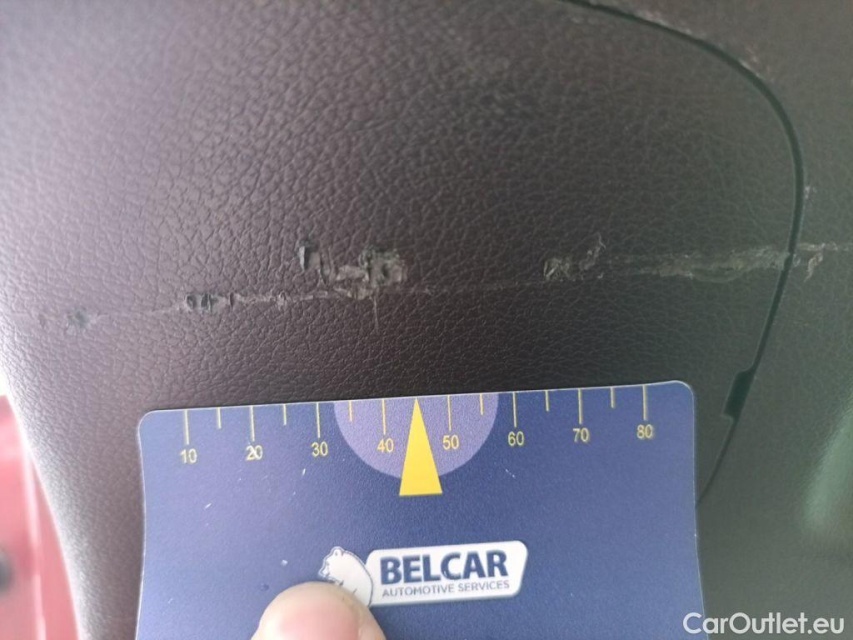 10 20 30 40 50 60 70 80
BELCAR
AUTOMOTIVE SERVICES
CarOutlet.eu